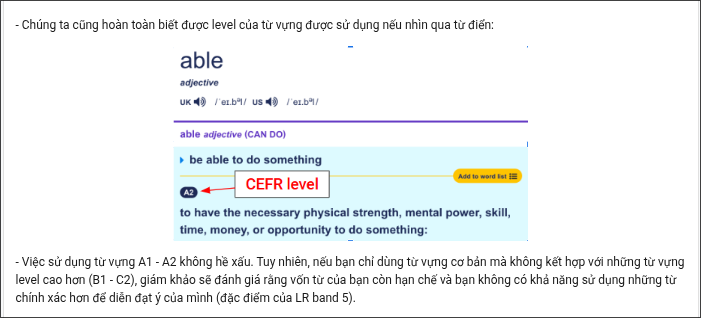 - Chúng ta cũng hoàn toàn biết được level của từ vựng được sử dụng nếu nhìn qua từ điển:
able
adjective
UK /ˈeɪ.bəl/ US /ˈeɪ.bəl/
able adjective (CAN DO)
be able to do something
Add to word list
A2 CEFR level
to have the necessary physical strength, mental power, skill,
time, money, or opportunity to do something:
- Việc sử dụng từ vựng A1 - A2 không hề xấu. Tuy nhiên, nếu bạn chỉ dùng từ vựng cơ bản mà không kết hợp với những từ vựng
level cao hơn (B1 - C2), giám khảo sẽ đánh giá rằng vốn từ của bạn còn hạn chế và bạn không có khả năng sử dụng những từ
chính xác hơn để diễn đạt ý của mình (đặc điểm của LR band 5).